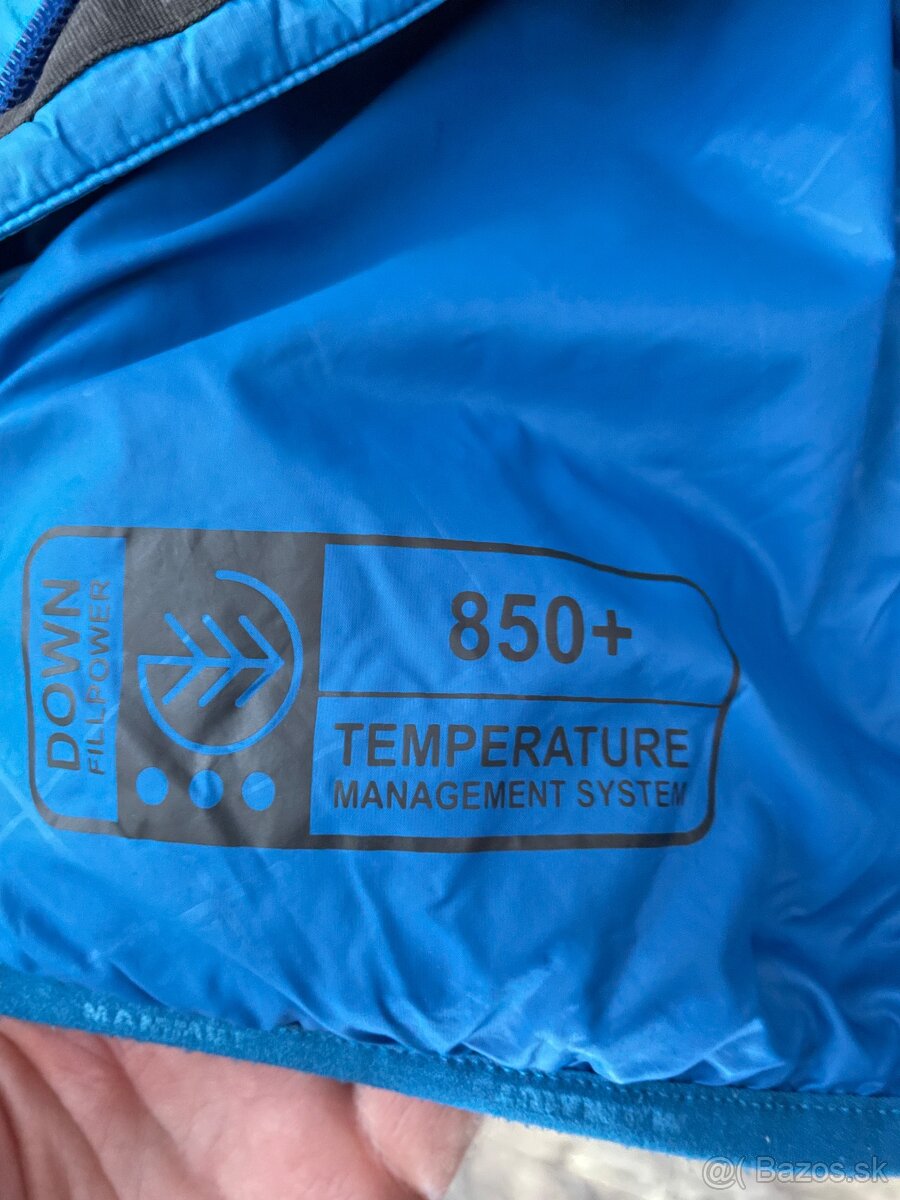 DOWN
FILLPOWER
850+
TEMPERATURE
MANAGEMENT SYSTEM
@( Bazos.sk